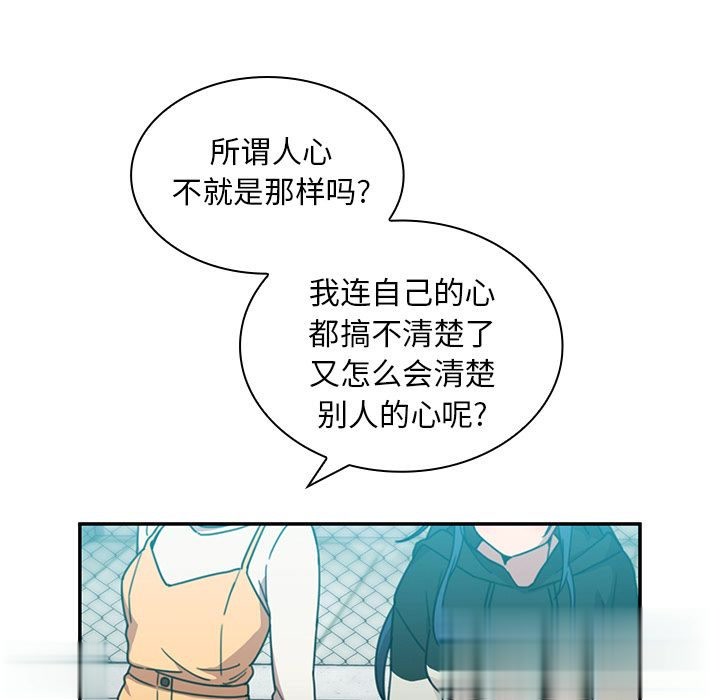 所谓人心
不就是那样吗?
我连自己的心
都搞不清楚了
又怎么会清楚
别人的心呢?